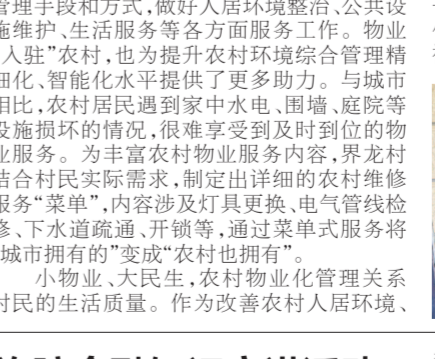 管理手段和方式，做好人居环境整治、公共设
施维护、生活服务等各方面服务工作。物业
“入驻”农村，也为提升农村环境综合管理精
细化、智能化水平提供了更多助力。与城市
相比，农村居民遇到家中水电、围墙、庭院等
设施损坏的情况，很难享受到及时到位的物
业服务。为丰富农村物业服务内容，界龙村
结合村民实际需求，制定出详细的农村维修
服务“菜单”，内容涉及灯具更换、电气管线检
修、下水道疏通、开锁等，通过菜单式服务将
“城市拥有的”变成“农村也拥有”。
小物业、大民生，农村物业化管理关系
村民的生活质量。作为改善农村人居环境、